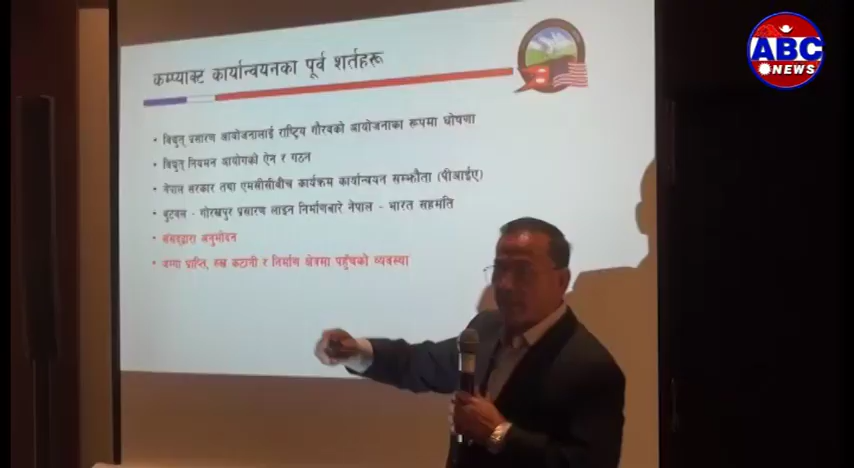 कम्प्याक्ट कार्यान्वयनका पूर्व शर्तहरू
ABC
NEWS
• विद्युत् प्रसारण आयोजनालाई राष्ट्रिय गौरवको आयोजनाका रूपमा घोषणा
• विद्युत् नियमन आयोगको ऐन र गठन
• नेपाल सरकार तथा एमसीसीबीच कार्यक्रम कार्यान्वयन सम्झौता (पीआईए)
• बुटवल - गोरखपुर प्रसारण लाइन निर्माणबारे नेपाल - भारत सहमति
• संसदद्वारा अनुमोदन
• जग्गा प्राप्ति, रुख कटानी र निर्माण क्षेत्रमा पहुँचको व्यवस्था